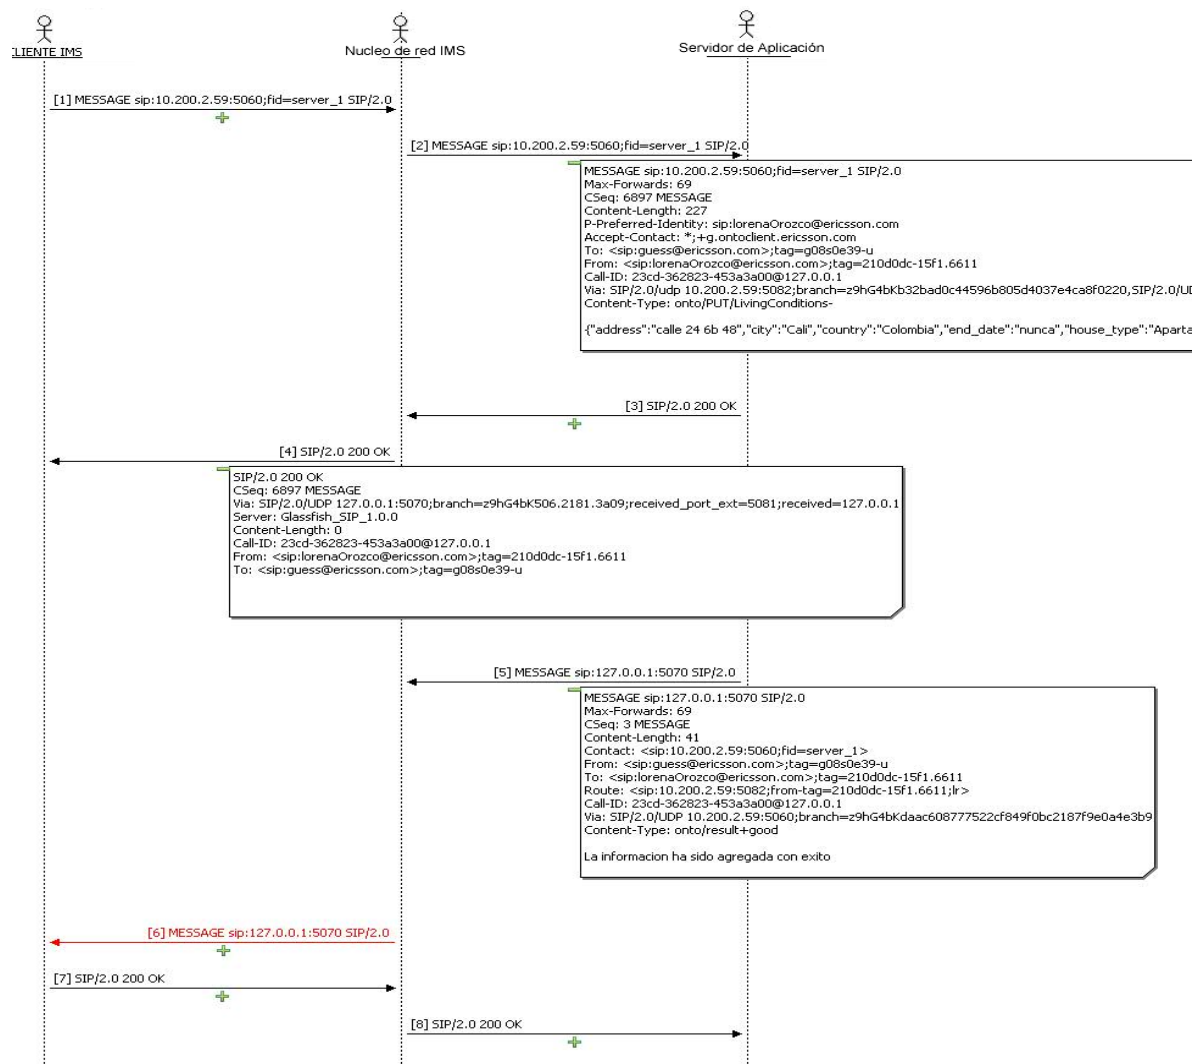 CLIENTE IMS
Nucleo de red IMS
Servidor de Aplicación
[1] MESSAGE sip:10.200.2.59:5060;fid=server_1 SIP/2.0
[2] MESSAGE sip:10.200.2.59:5060;fid=server_1 SIP/2.0
MESSAGE sip:10.200.2.59:5060;fid=server_1 SIP/2.0
Max-Forwards: 69
CSeq: 6897 MESSAGE
Content-Length: 227
P-Preferred-Identity: sip:lorenaOrozco@ericsson.com
Accept-Contact: *;+g.ontoclient.ericsson.com
To: <sip:guess@ericsson.com>;tag=g08s0e39-u
From: <sip:lorenaOrozco@ericsson.com>;tag=210d0dc-15f1.6611
Call-ID: 23cd-362823-453a3a00@127.0.0.1
Via: SIP/2.0/udp 10.200.2.59:5082;branch=z9hG4bKb32bad0c44596b805d4037e4ca8f0220,SIP/2.0/UD
Content-Type: onto/PUT/LivingConditions-
{"address":"calle 24 6b 48","city":"Cali","country":"Colombia","end_date":"nunca","house_type":"Aparta
[3] SIP/2.0 200 OK
[4] SIP/2.0 200 OK
SIP/2.0 200 OK
CSeq: 6897 MESSAGE
Via: SIP/2.0/UDP 127.0.0.1:5070;branch=z9hG4bK506.2181.3a09;received_port_ext=5081;received=127.0.0.1
Server: Glassfish_SIP_1.0.0
Content-Length: 0
Call-ID: 23cd-362823-453a3a00@127.0.0.1
From: <sip:lorenaOrozco@ericsson.com>;tag=210d0dc-15f1.6611
To: <sip:guess@ericsson.com>;tag=g08s0e39-u
[5] MESSAGE sip:127.0.0.1:5070 SIP/2.0
MESSAGE sip:127.0.0.1:5070 SIP/2.0
Max-Forwards: 69
CSeq: 3 MESSAGE
Content-Length: 41
Contact: <sip:10.200.2.59:5060;fid=server_1>
From: <sip:guess@ericsson.com>;tag=g08s0e39-u
To: <sip:lorenaOrozco@ericsson.com>;tag=210d0dc-15f1.6611
Route: <sip:10.200.2.59:5082;from-tag=210d0dc-15f1.6611;lr>
Call-ID: 23cd-362823-453a3a00@127.0.0.1
Via: SIP/2.0/UDP 10.200.2.59:5060;branch=z9hG4bKdaac608777522cf849f0bc2187f9e0a4e3b9
Content-Type: onto/result+good
La informacion ha sido agregada con exito
[6] MESSAGE sip:127.0.0.1:5070 SIP/2.0
[7] SIP/2.0 200 OK
[8] SIP/2.0 200 OK